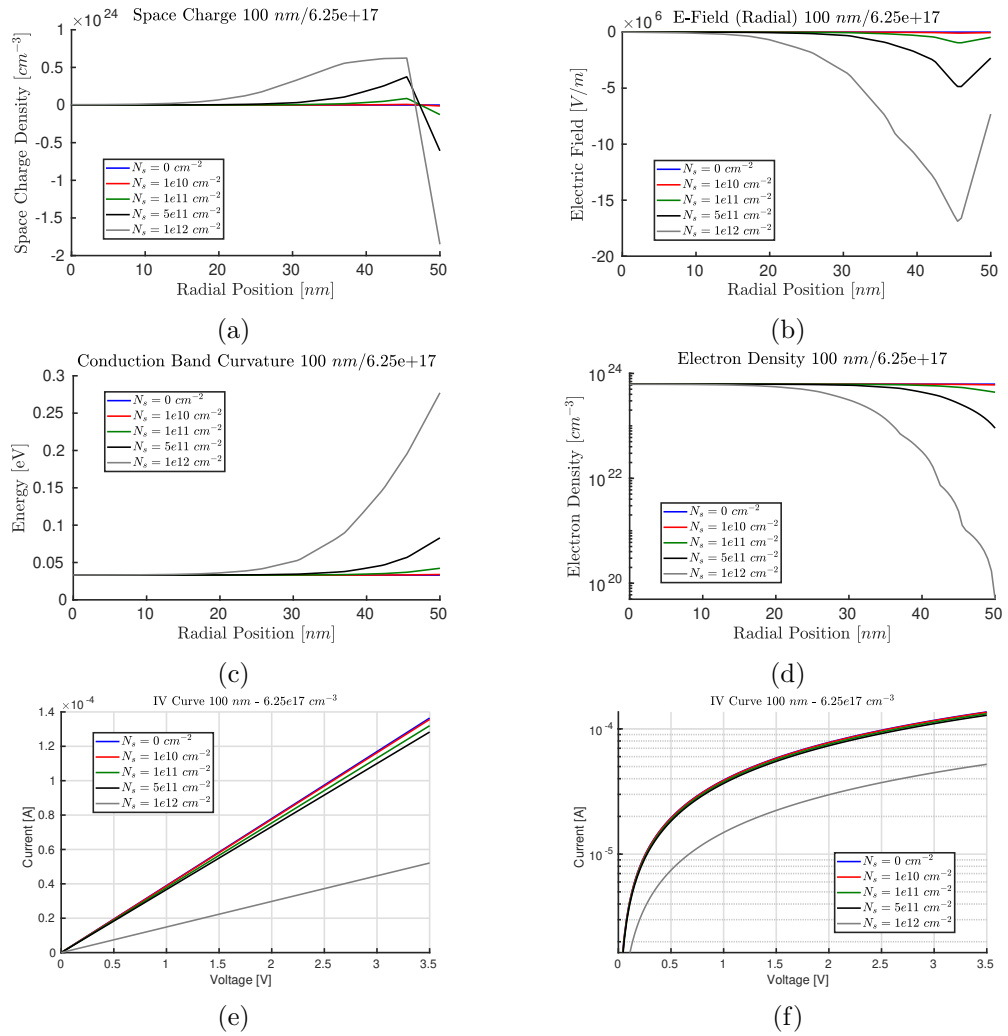 Space Charge 100 nm/6.25e+17
×10^24
Space Charge Density [cm^-3]
1
0.5
0
-0.5
-1
-1.5
-2
N_s = 0 cm^-2
N_s = 1e10 cm^-2
N_s = 1e11 cm^-2
N_s = 5e11 cm^-2
N_s = 1e12 cm^-2
0 10 20 30 40 50
Radial Position [nm]
(a)
E-Field (Radial) 100 nm/6.25e+17
×10^6
Electric Field [V/m]
0
-5
-10
-15
-20
N_s = 0 cm^-2
N_s = 1e10 cm^-2
N_s = 1e11 cm^-2
N_s = 5e11 cm^-2
N_s = 1e12 cm^-2
0 10 20 30 40 50
Radial Position [nm]
(b)
Conduction Band Curvature 100 nm/6.25e+17
Energy [eV]
0.3
0.25
0.2
0.15
0.1
0.05
0
N_s = 0 cm^-2
N_s = 1e10 cm^-2
N_s = 1e11 cm^-2
N_s = 5e11 cm^-2
N_s = 1e12 cm^-2
0 10 20 30 40 50
Radial Position [nm]
(c)
Electron Density 100 nm/6.25e+17
Electron Density [cm^-3]
10^24
10^22
10^20
N_s = 0 cm^-2
N_s = 1e10 cm^-2
N_s = 1e11 cm^-2
N_s = 5e11 cm^-2
N_s = 1e12 cm^-2
0 10 20 30 40 50
Radial Position [nm]
(d)
IV Curve 100 nm - 6.25e17 cm^-3
×10^-4
Current [A]
1.4
1.2
1
0.8
0.6
0.4
0.2
0
N_s = 0 cm^-2
N_s = 1e10 cm^-2
N_s = 1e11 cm^-2
N_s = 5e11 cm^-2
N_s = 1e12 cm^-2
0 0.5 1 1.5 2 2.5 3 3.5
Voltage [V]
(e)
IV Curve 100 nm - 6.25e17 cm^-3
Current [A]
10^-4
10^-5
N_s = 0 cm^-2
N_s = 1e10 cm^-2
N_s = 1e11 cm^-2
N_s = 5e11 cm^-2
N_s = 1e12 cm^-2
0 0.5 1 1.5 2 2.5 3 3.5
Voltage [V]
(f)